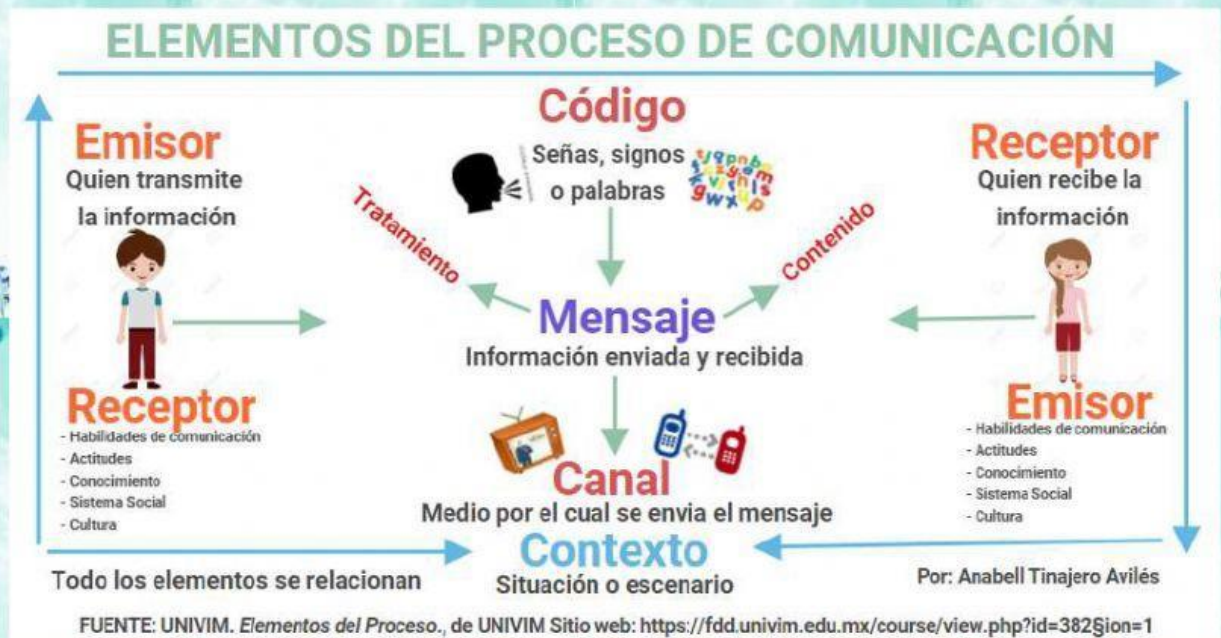 ELEMENTOS DEL PROCESO DE COMUNICACIÓN
Emisor
Quien transmite
la información
Receptor
- Habilidades de comunicación
- Actitudes
- Conocimiento
- Sistema Social
- Cultura
Código
Señas, signos
o palabras
Tratamiento
Contenido
Mensaje
Información enviada y recibida
Canal
Medio por el cual se envia el mensaje
Contexto
Situación o escenario
Receptor
Quien recibe la
información
Emisor
- Habilidades de comunicación
- Actitudes
- Conocimiento
- Sistema Social
- Cultura
Todo los elementos se relacionan
Por: Anabell Tinajero Avilés
FUENTE: UNIVIM. Elementos del Proceso., de UNIVIM Sitio web: https://fdd.univim.edu.mx/course/view.php?id=382§ion=1